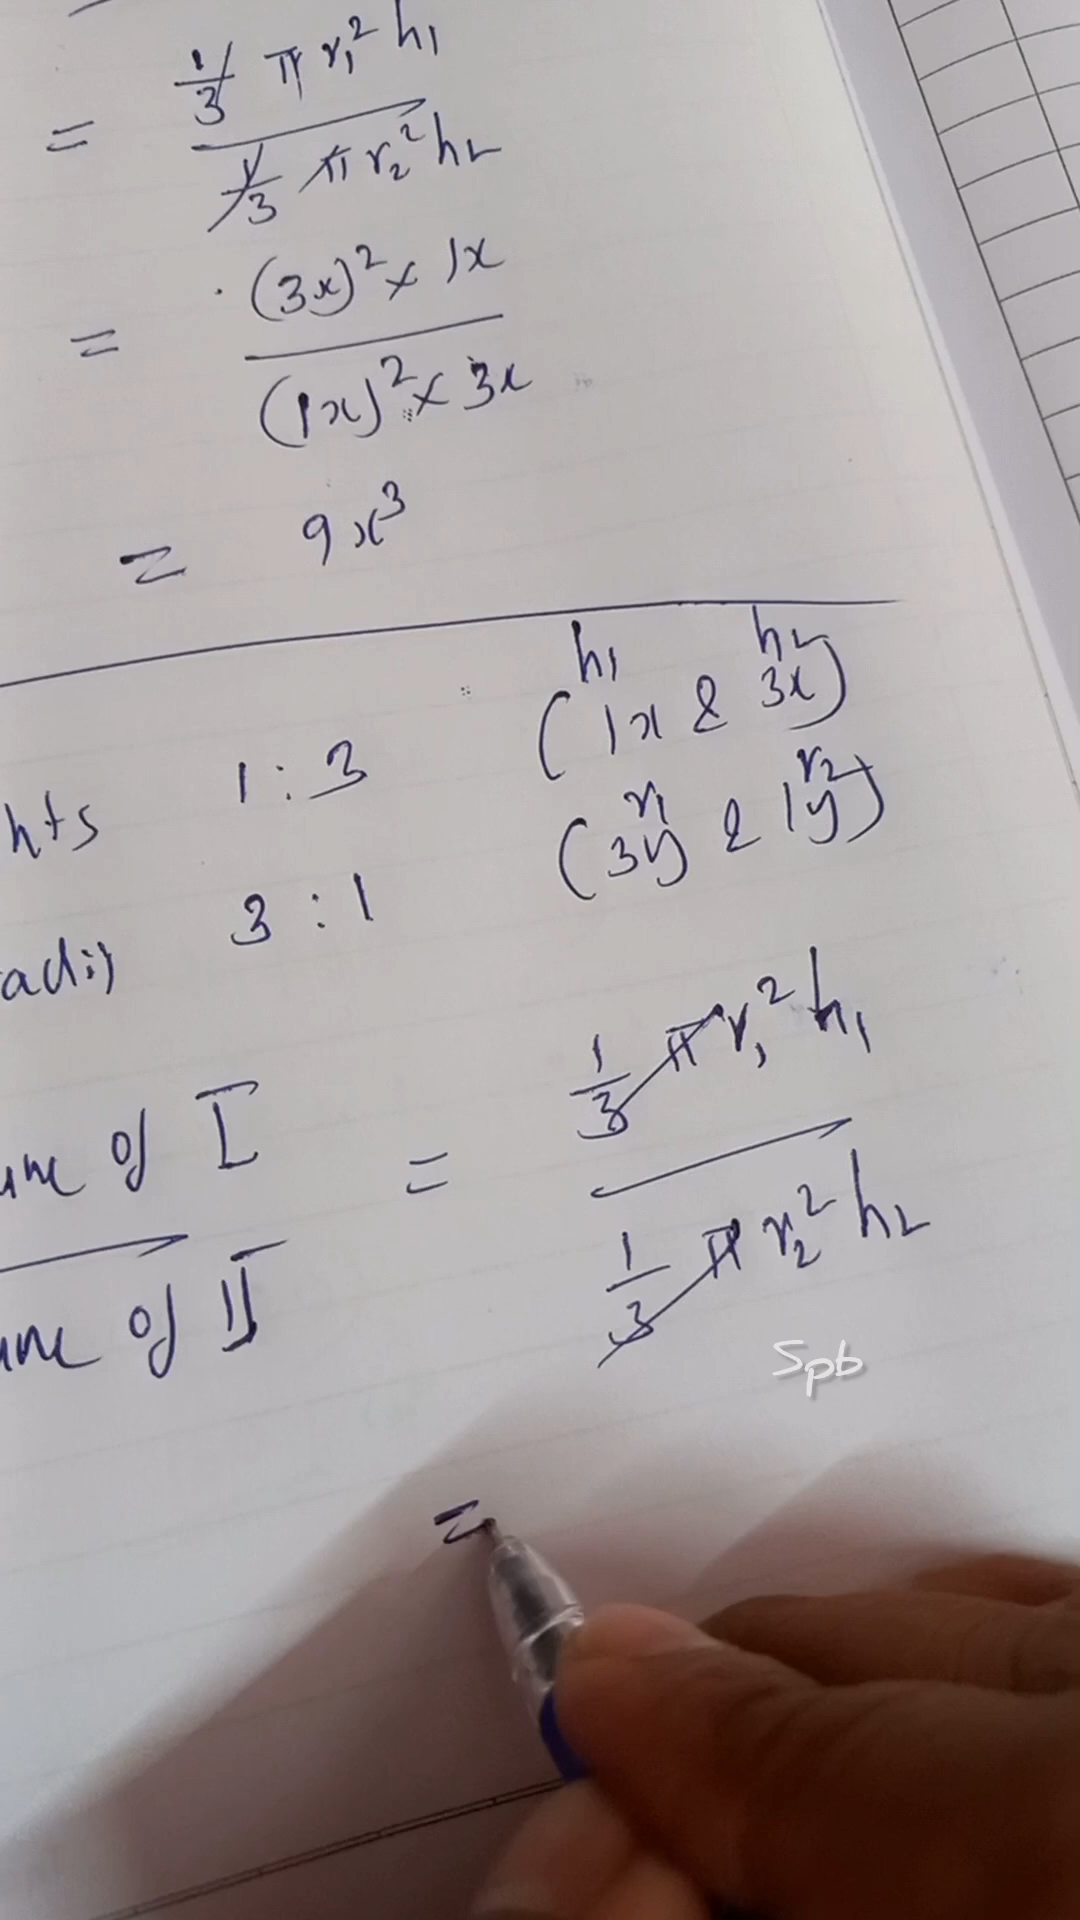 = 1/3 π r₁² h₁
1/3 π r₂² h₂
= (3x)² × 1x
(1x)² × 3x
= 9x³
h₁ h₂
hts 1 : 3 (1x & 3x)
r₁ r₂
adii 3 : 1 (3y & 1y)
ume of I = 1/3 π r₁² h₁
ume of II 1/3 π r₂² h₂
Spb
=